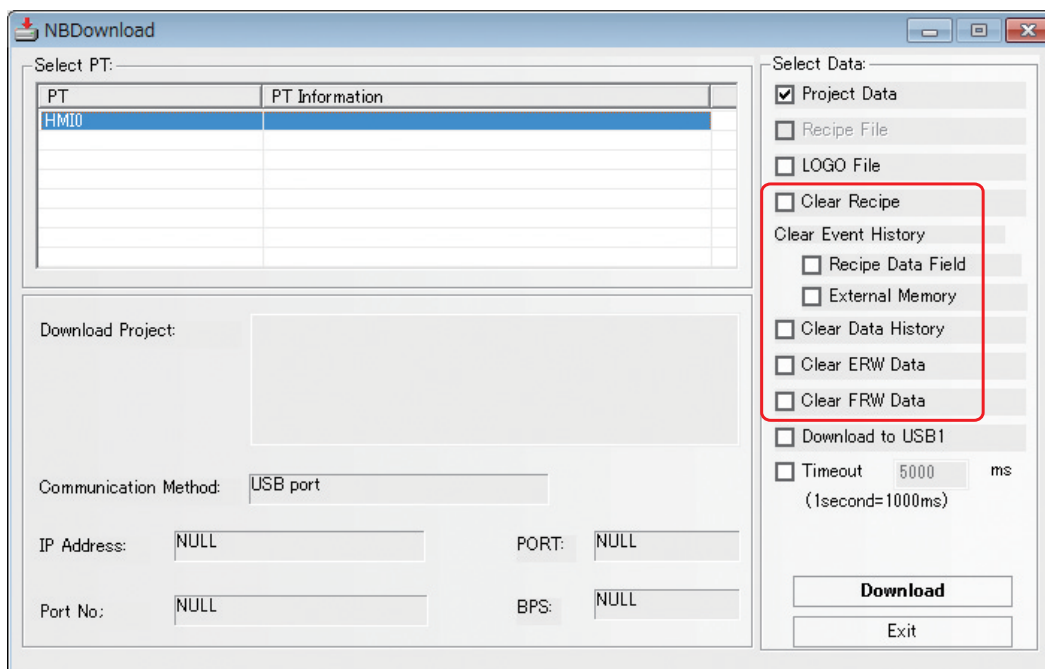 NBDownload
Select PT:
PT PT Information
HMI0
Download Project:
Communication Method: USB port
IP Address: NULL PORT: NULL
Port No.: NULL BPS: NULL
Select Data:
Project Data
Recipe File
LOGO File
Clear Recipe
Clear Event History
Recipe Data Field
External Memory
Clear Data History
Clear ERW Data
Clear FRW Data
Download to USB1
Timeout 5000 ms
(1second=1000ms)
Download
Exit